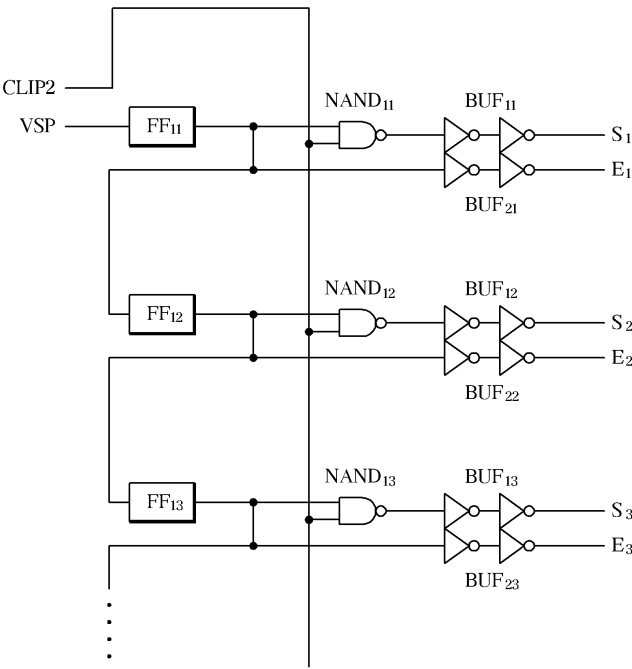 CLIP2
NAND₁₁
BUF₁₁
VSP
FF₁₁
S₁
E₁
BUF₂₁
NAND₁₂
BUF₁₂
FF₁₂
S₂
E₂
BUF₂₂
NAND₁₃
BUF₁₃
FF₁₃
S₃
E₃
BUF₂₃